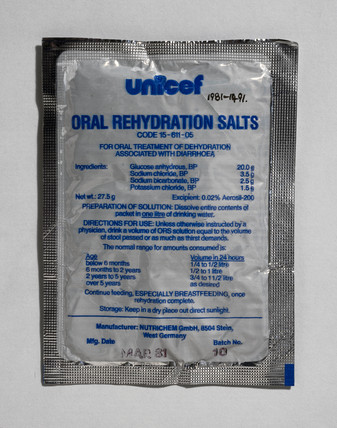 unicef
1981-1491.
ORAL REHYDRATION SALTS
CODE 15-611-05
FOR ORAL TREATMENT OF DEHYDRATION
ASSOCIATED WITH DIARRHOEA
Ingredients: Glucose anhydrous, BP 20.0 g
Sodium chloride, BP 3.5 g
Sodium bicarbonate, BP 2.5 g
Potassium chloride, BP 1.5 g
Net wt.: 27.5 g Excipient: 0.02% Aerosil-200
PREPARATION OF SOLUTION: Dissolve entire contents of
packet in one litre of drinking water.
DIRECTIONS FOR USE: Unless otherwise instructed by a
physician, drink a volume of ORS solution equal to the volume
of stool passed or as much as thirst demands.
The normal range for amounts consumed is:
Age Volume in 24 hours
below 6 months 1/4 to 1/2 litre
6 months to 2 years 1/2 to 1 litre
2 years to 5 years 3/4 to 1 1/2 litre
over 5 years as desired
Continue feeding, ESPECIALLY BREASTFEEDING, once
rehydration complete.
Storage: Keep in a dry place out direct sunlight.
Manufacturer: NUTRICHEM GmbH, 8504 Stein,
West Germany
Mfg. Date Batch No.
MAR 81 10